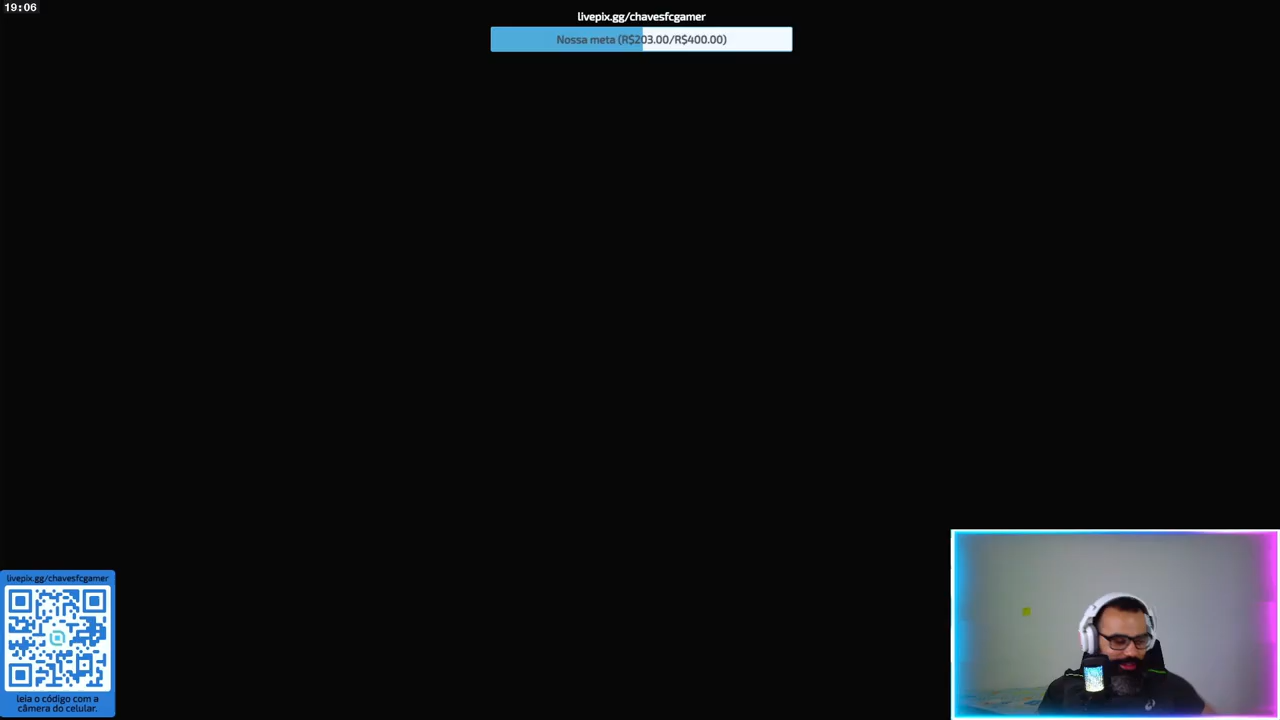 19:06
livepix.gg/chavesfcgamer
Nossa meta (R$203.00/R$400.00)
livepix.gg/chavesfcgamer
leia o código com a
câmera do celular.